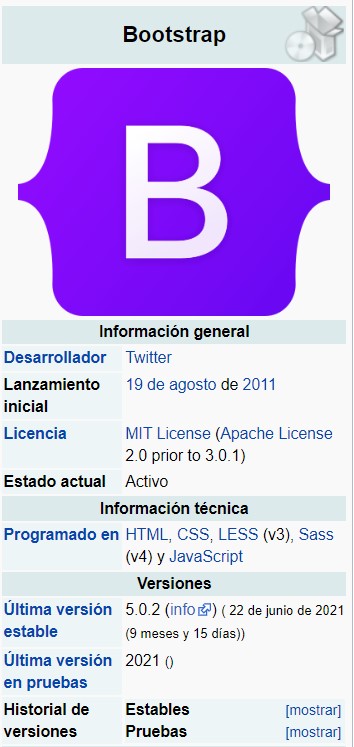 Bootstrap
B
Información general
Desarrollador Twitter
Lanzamiento 19 de agosto de 2011
inicial
Licencia MIT License (Apache License
2.0 prior to 3.0.1)
Estado actual Activo
Información técnica
Programado en HTML, CSS, LESS (v3), Sass
(v4) y JavaScript
Versiones
Última versión 5.0.2 (info) ( 22 de junio de 2021
estable (9 meses y 15 días))
Última versión 2021 ()
en pruebas
Historial de Estables [mostrar]
versiones Pruebas [mostrar]